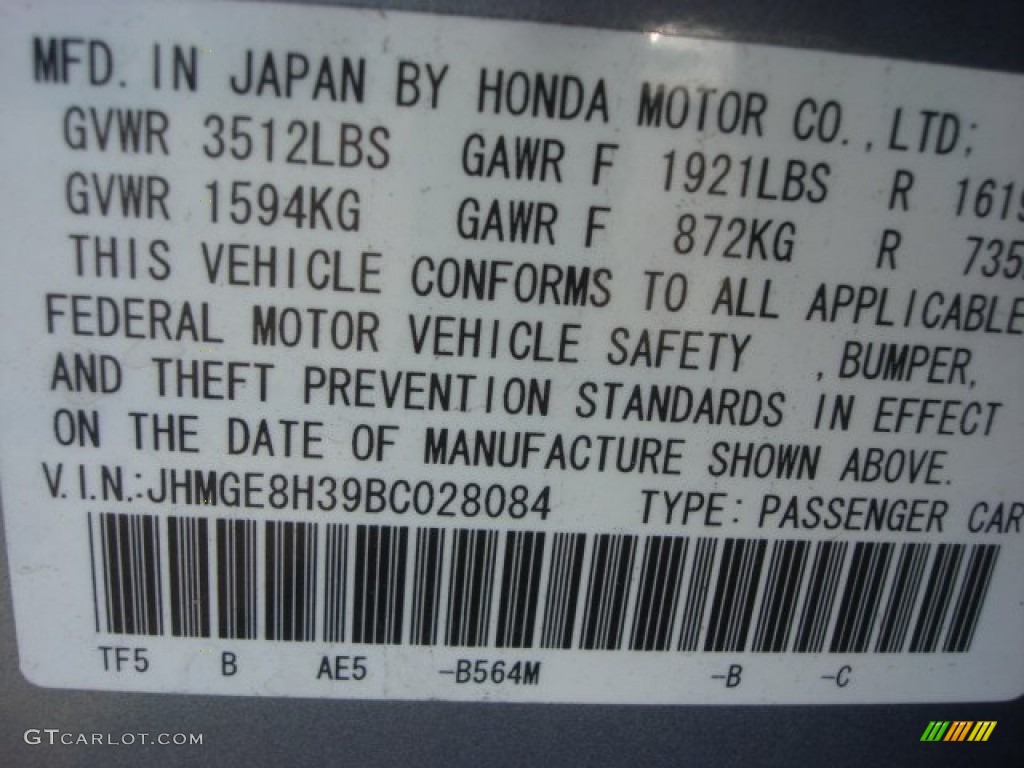 MFD. IN JAPAN BY HONDA MOTOR CO.,LTD;
GVWR 3512LBS GAWR F 1921LBS R 1619
GVWR 1594KG GAWR F 872KG R 735
THIS VEHICLE CONFORMS TO ALL APPLICABLE
FEDERAL MOTOR VEHICLE SAFETY , BUMPER,
AND THEFT PREVENTION STANDARDS IN EFFECT
ON THE DATE OF MANUFACTURE SHOWN ABOVE.
V.I.N.:JHMGE8H39BC028084 TYPE: PASSENGER CAR
TF5 B AE5 -B564M -B -C
GTCARLOT.COM